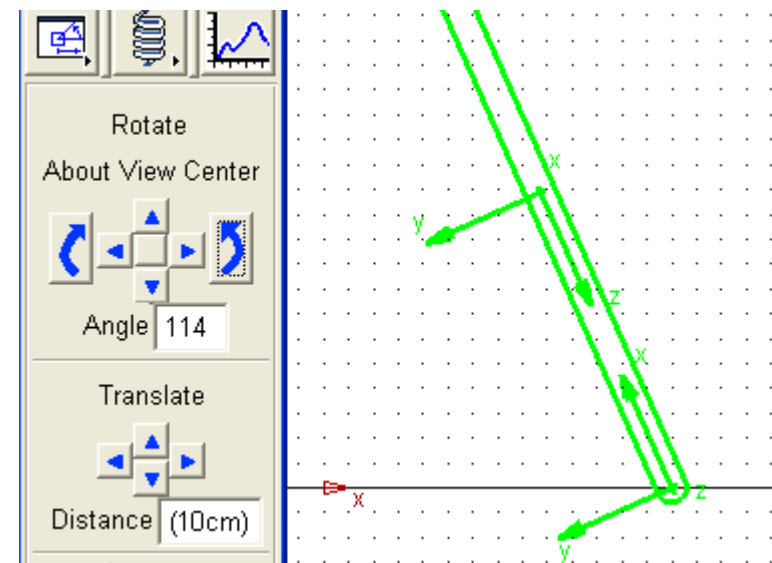 Rotate
About View Center
Angle 114
Translate
Distance (10cm)
x
y
z
x
x
z
y